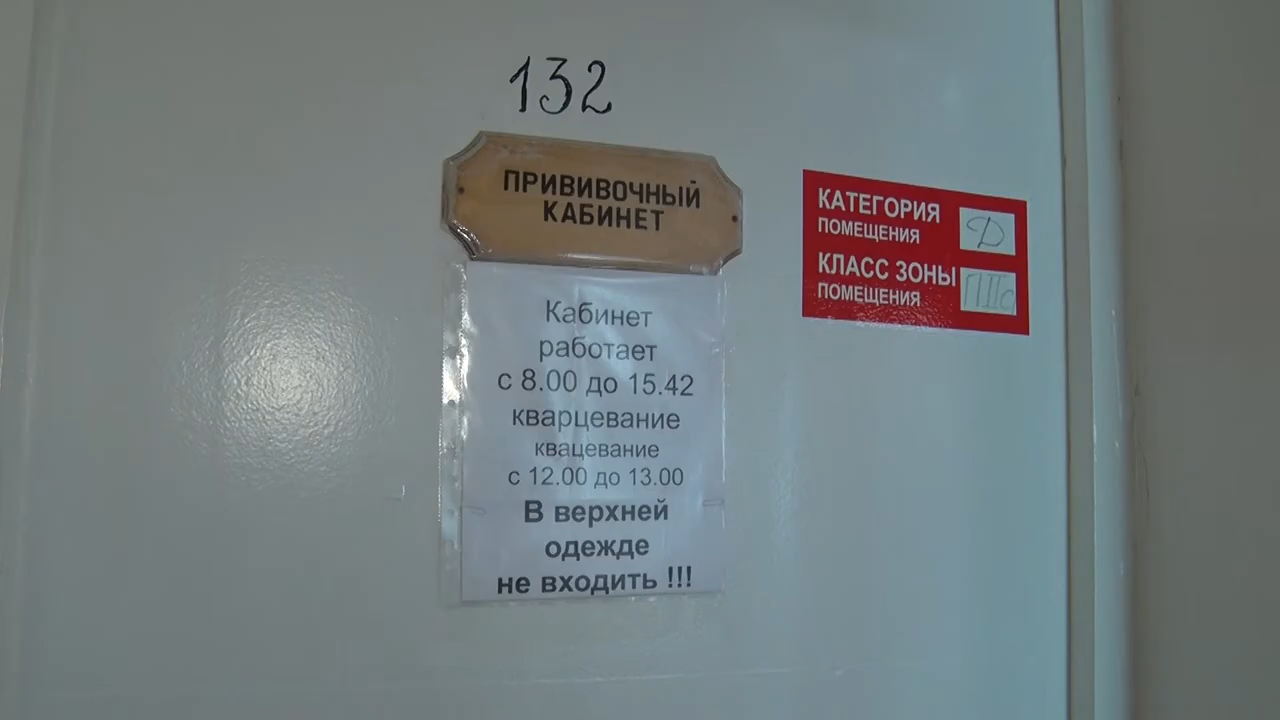 132
ПРИВИВОЧНЫЙ
КАБИНЕТ
Кабинет
работает
с 8.00 до 15.42
кварцевание
квацевание
с 12.00 до 13.00
В верхней
одежде
не входить !!!
КАТЕГОРИЯ
ПОМЕЩЕНИЯ
Д
КЛАСС ЗОНЫ
ПОМЕЩЕНИЯ